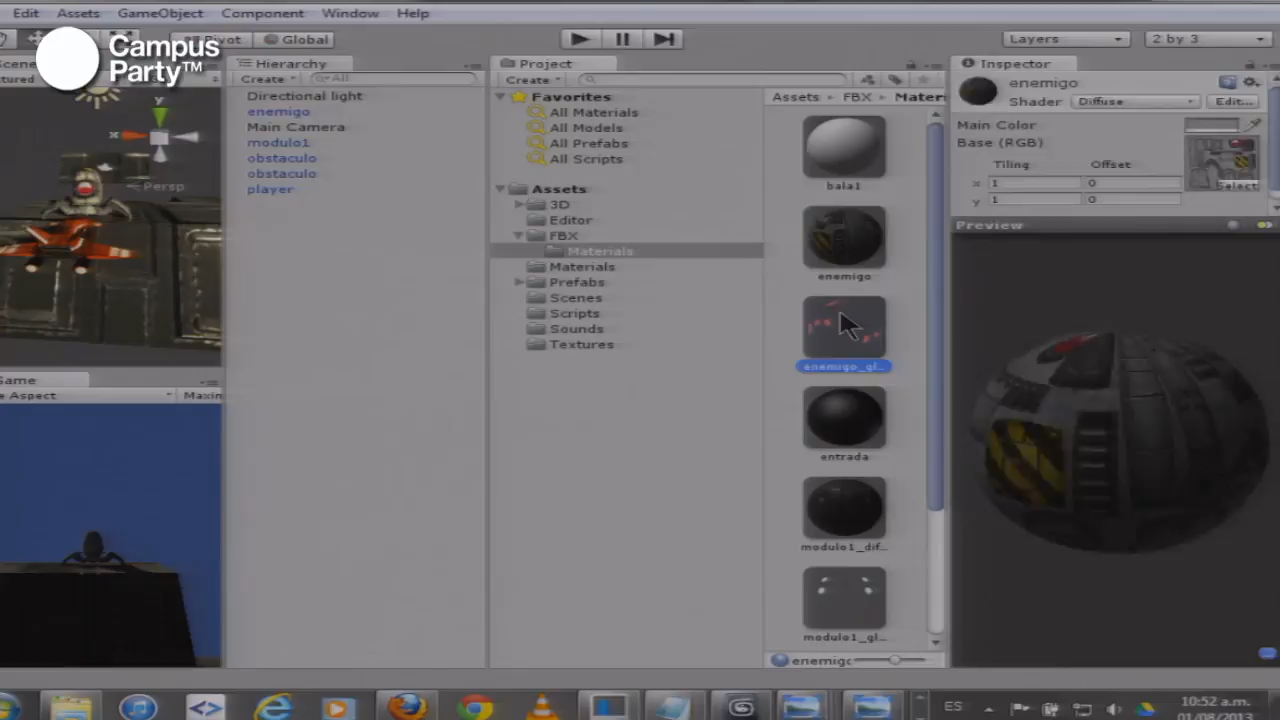 Edit Assets GameObject Component Window Help
Campus
Party™
Pivot Global
Layers
2 by 3
Hierarchy
Create All
Directional light
enemigo
Main Camera
modulo1
obstaculo
obstaculo
player
y
x
Persp
Project
Create
Favorites
All Materials
All Models
All Prefabs
All Scripts
Assets
3D
Editor
FBX
Materials
Materials
Prefabs
Scenes
Scripts
Sounds
Textures
Assets FBX Mater
bala1
enemigo
enemigo_gl...
entrada
modulo1_dif...
modulo1_gl...
enemigo
Inspector
enemigo
Shader Diffuse Edit...
Main Color
Base (RGB)
Tiling Offset
x 1 0
y 1 0
Select
Preview
Game
e Aspect Maxin
ES
10:52 a.m.
01/08/2013